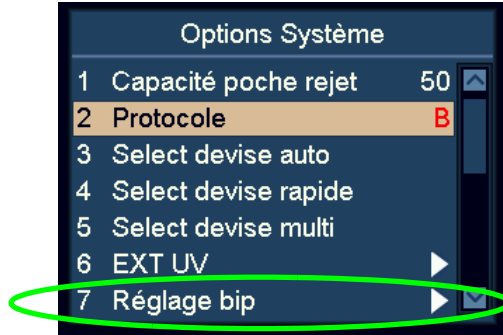 Options Système
1 Capacité poche rejet 50
2 Protocole B
3 Select devise auto
4 Select devise rapide
5 Select devise multi
6 EXT UV
7 Réglage bip